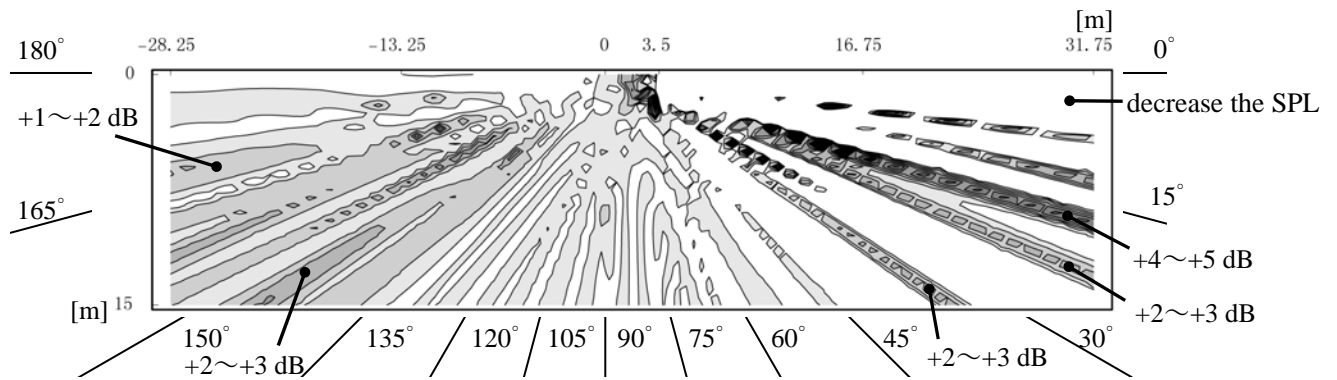 [m]
180° -28.25 -13.25 0 3.5 16.75 31.75 0°
0
+1～+2 dB
decrease the SPL
165°
15°
+4～+5 dB
[m] 15
+2～+3 dB
150° 135° 120° 105° 90° 75° 60° 45° 30°
+2～+3 dB
+2～+3 dB